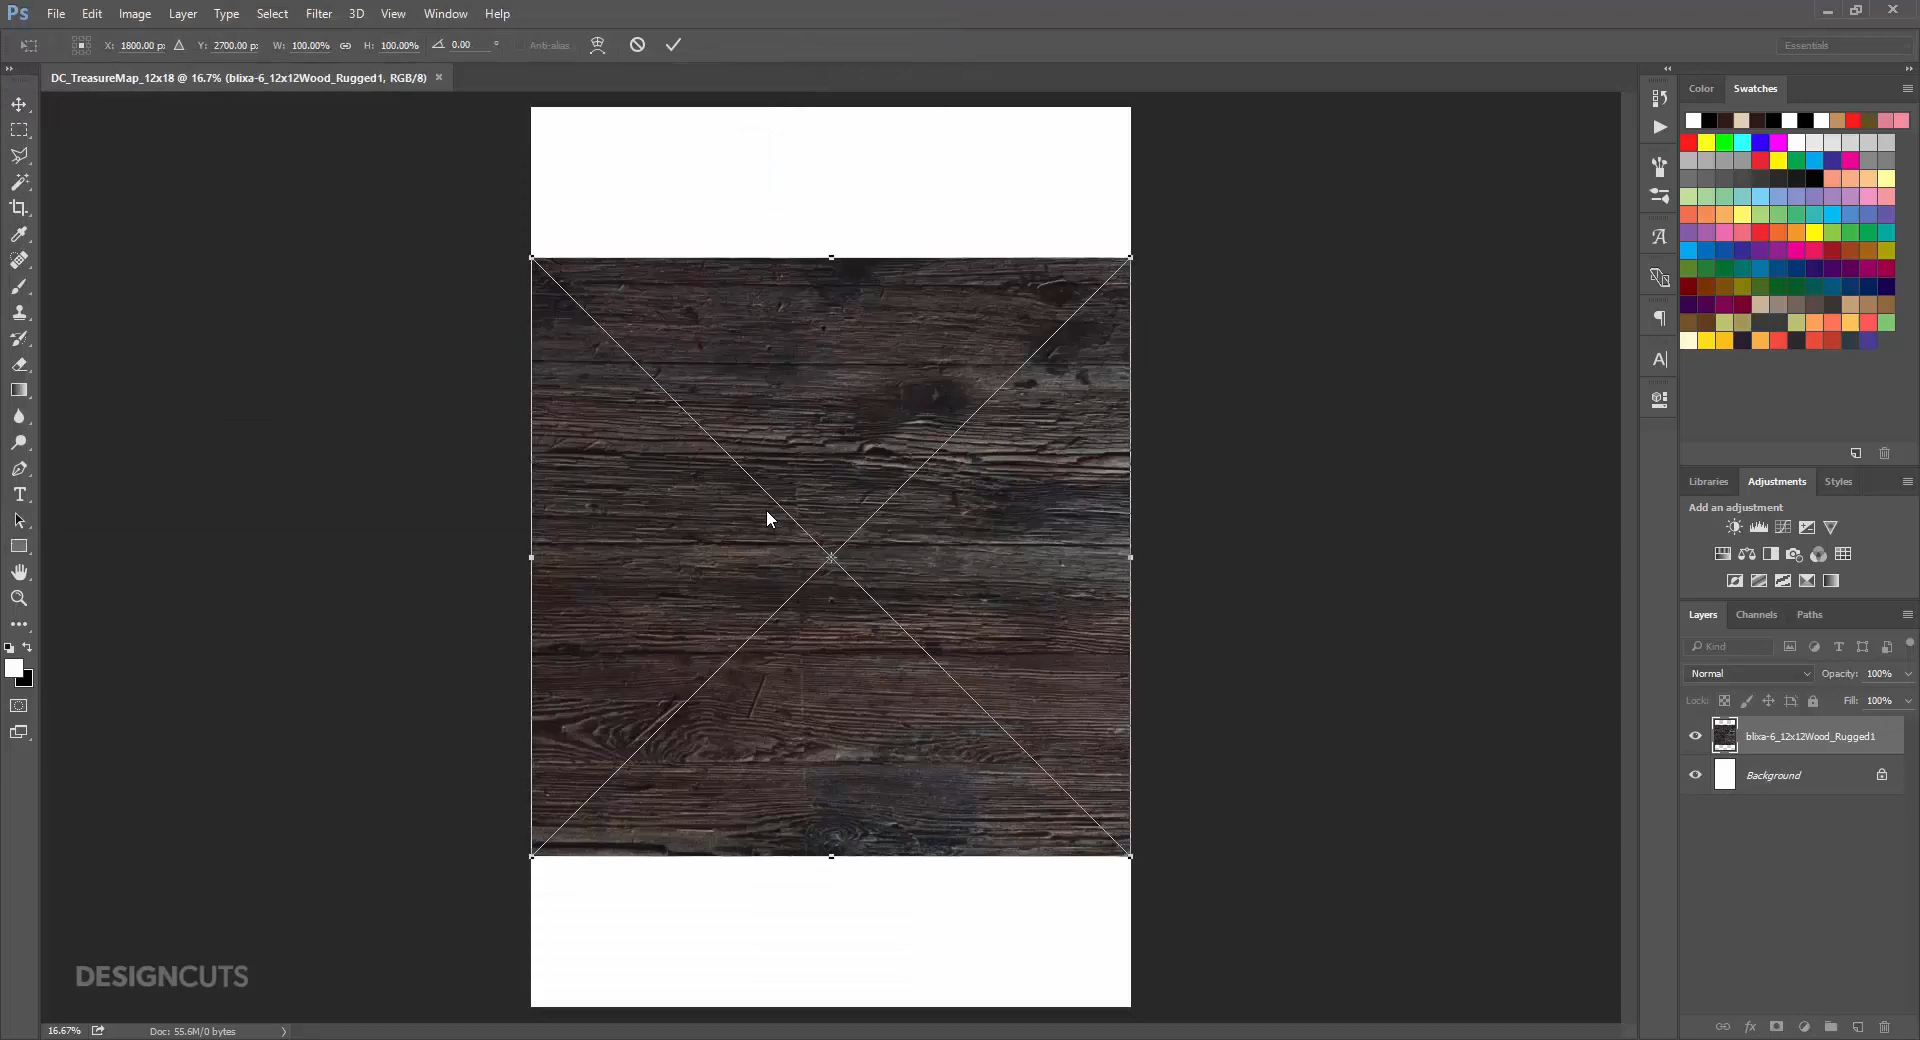 Ps File Edit Image Layer Type Select Filter 3D View Window Help
X: 1800.00 p: Y: 2700.00 p: W: 100.00% H: 100.00% 0.00 ° Anti-alias Essentials
DC_TreasureMap_12x18 @ 16.7% (blixa-6_12x12Wood_Rugged1, RGB/8) ×
Color Swatches
Libraries Adjustments Styles
Add an adjustment
Layers Channels Paths
Kind
Normal Opacity: 100%
Lock: Fill: 100%
blixa-6_12x12Wood_Rugged1
Background
DESIGNCUTS
16.67% Doc: 55.6M/0 bytes